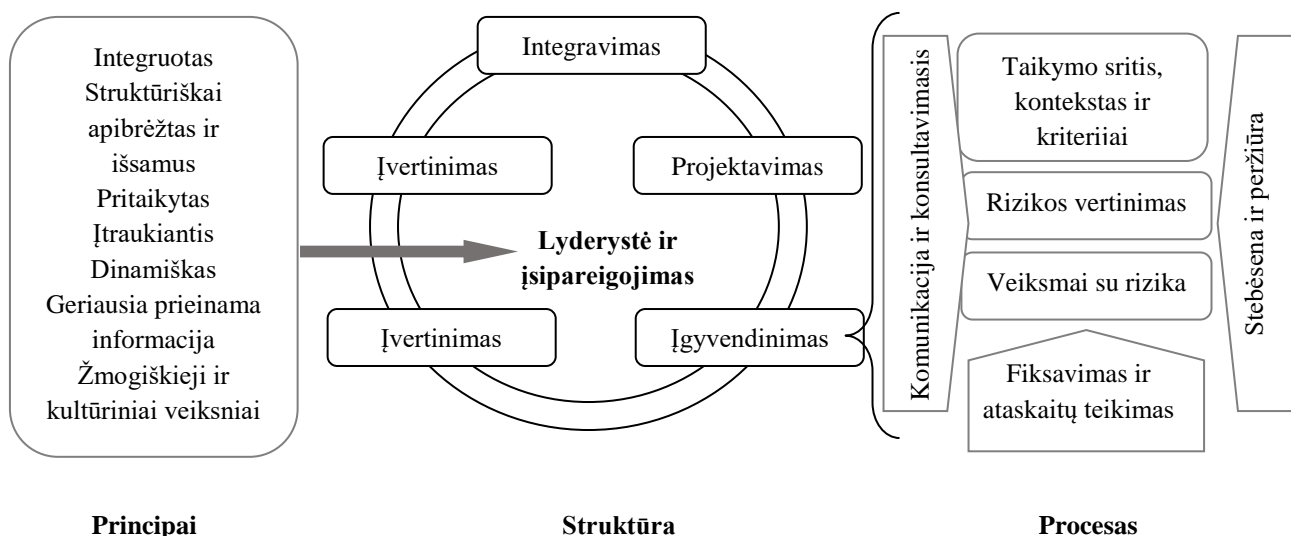 Integruotas
Struktūriškai
apibrėžtas ir
išsamus
Pritaikytas
Įtraukiantis
Dinamiškas
Geriausia prieinama
informacija
Žmogiškieji ir
kultūriniai veiksniai
Principai
Integravimas
Įvertinimas
Projektavimas
Lyderystė ir
įsipareigojimas
Įvertinimas
Įgyvendinimas
Struktūra
Komunikacija ir konsultavimasis
Taikymo sritis,
kontekstas ir
kriterijai
Rizikos vertinimas
Veiksmai su rizika
Fiksavimas ir
ataskaitų teikimas
Stebėsena ir peržiūra
Procesas